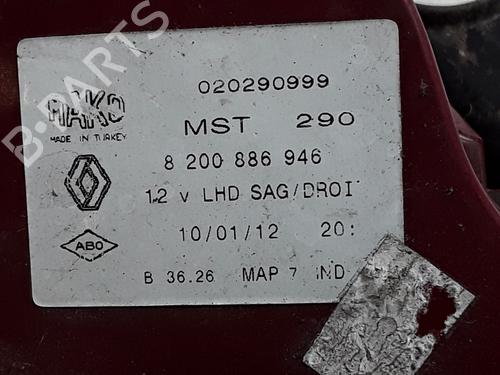 020290999
MAKO
MADE IN TURKEY
MST 290
8 200 886 946
12 v LHD SAG/DROI
10/01/12 20:
ABO
B 36.26 MAP 7 IND
B-PARTS